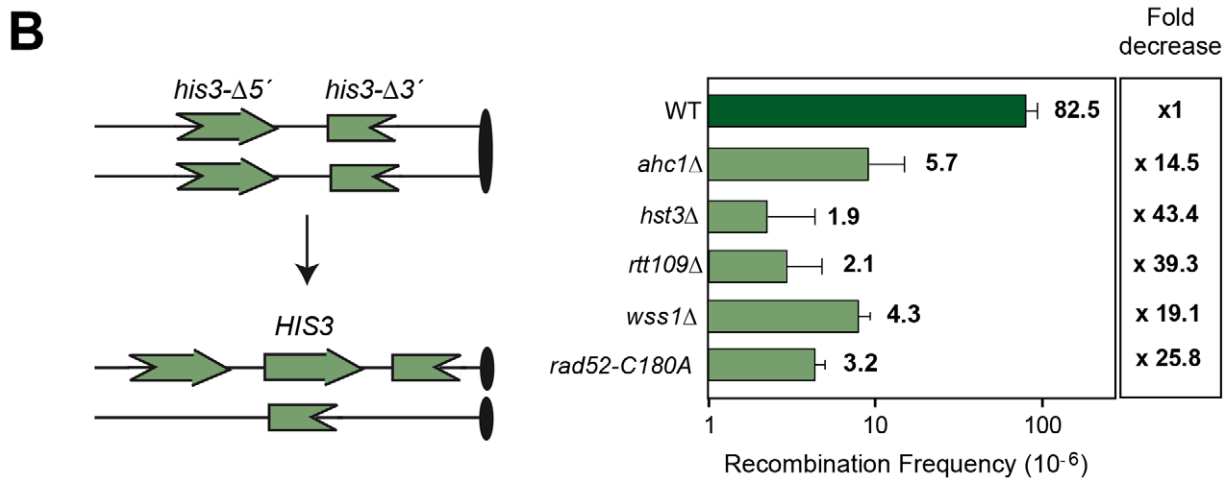 B
his3-Δ5´ his3-Δ3´
HIS3
Fold
decrease
WT 82.5 x1
ahc1Δ 5.7 x 14.5
hst3Δ 1.9 x 43.4
rtt109Δ 2.1 x 39.3
wss1Δ 4.3 x 19.1
rad52-C180A 3.2 x 25.8
1 10 100
Recombination Frequency (10-6)